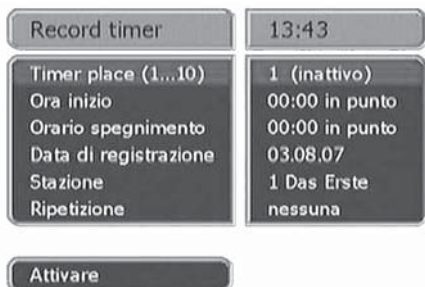 Record timer 13:43
Timer place (1...10) 1 (inattivo)
Ora inizio 00:00 in punto
Orario spegnimento 00:00 in punto
Data di registrazione 03.08.07
Stazione 1 Das Erste
Ripetizione nessuna
Attivare